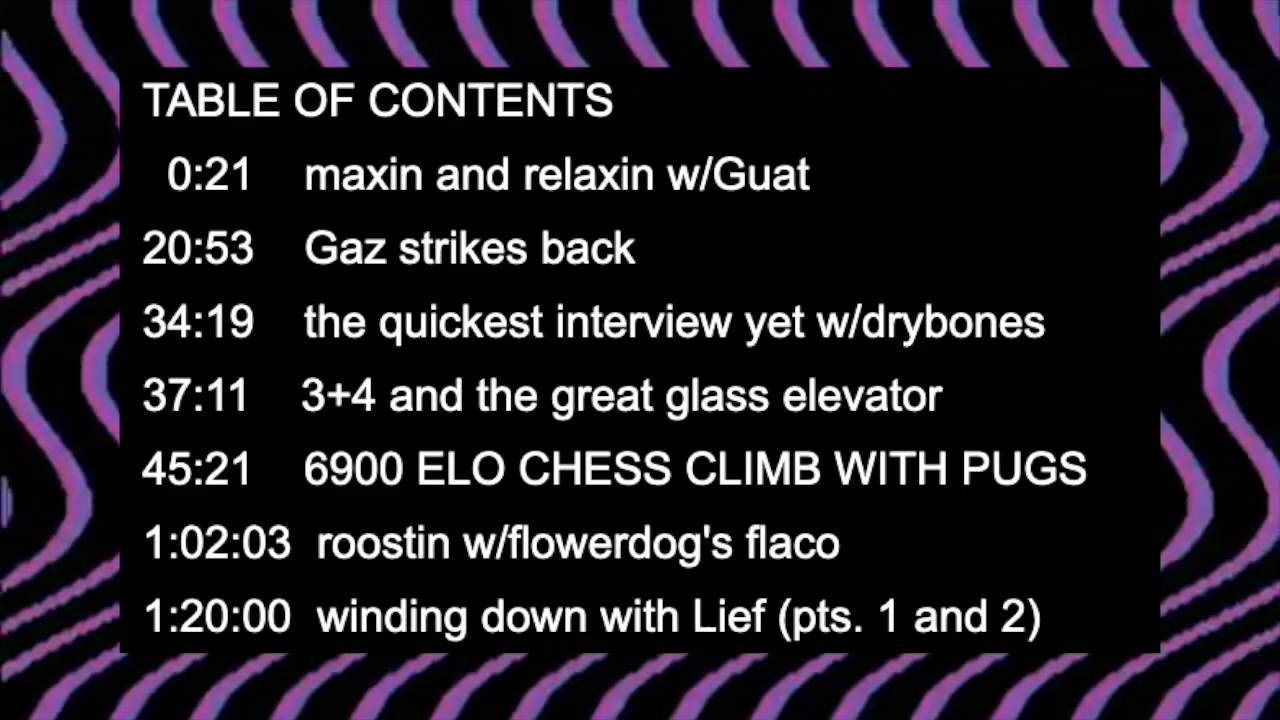 TABLE OF CONTENTS
0:21 maxin and relaxin w/Guat
20:53 Gaz strikes back
34:19 the quickest interview yet w/drybones
37:11 3+4 and the great glass elevator
45:21 6900 ELO CHESS CLIMB WITH PUGS
1:02:03 roostin w/flowerdog's flaco
1:20:00 winding down with Lief (pts. 1 and 2)